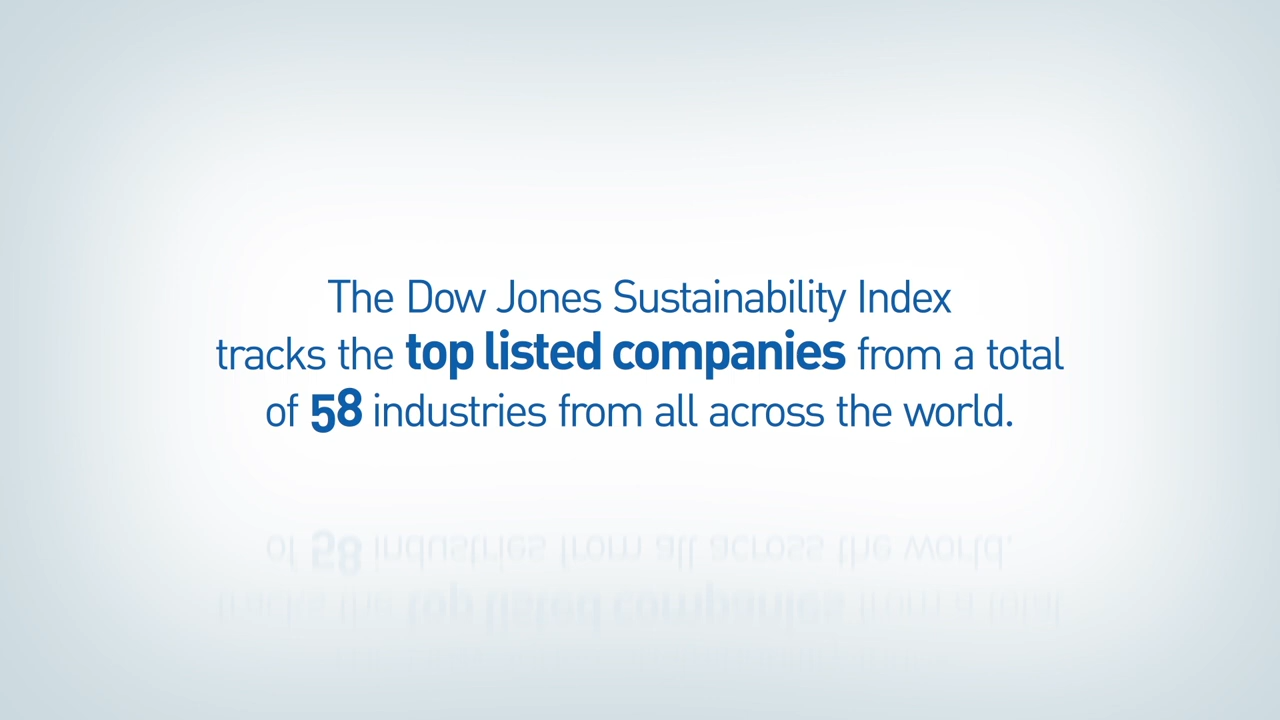 The Dow Jones Sustainability Index
tracks the top listed companies from a total
of 58 industries from all across the world.